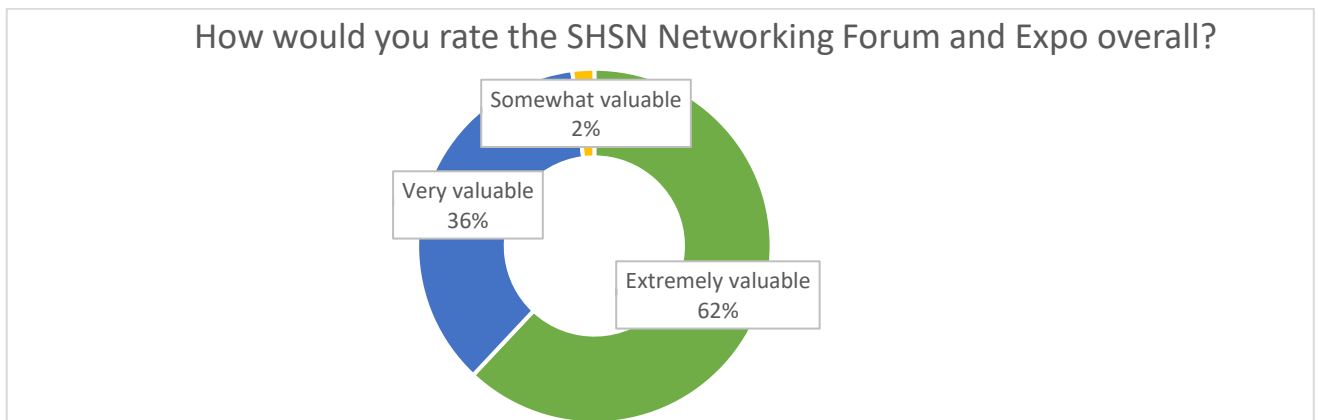 How would you rate the SHSN Networking Forum and Expo overall?
Somewhat valuable
2%
Very valuable
36%
Extremely valuable
62%